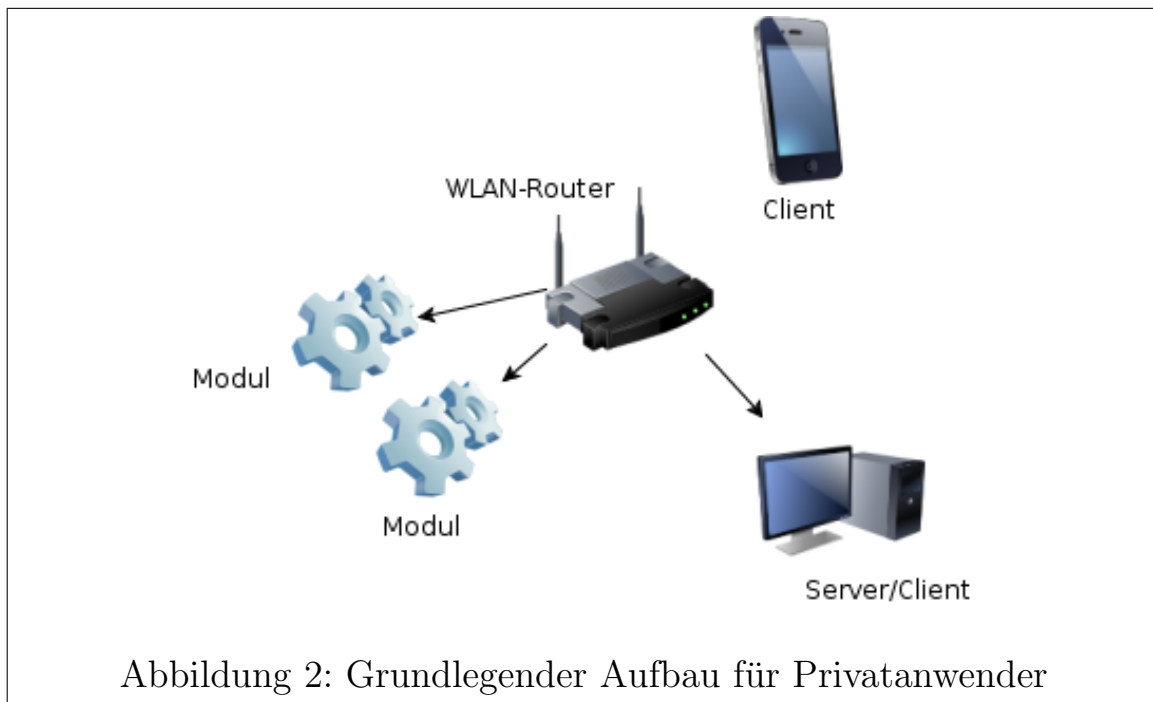 WLAN-Router
Client
Modul
Modul
Server/Client
Abbildung 2: Grundlegender Aufbau für Privatanwender